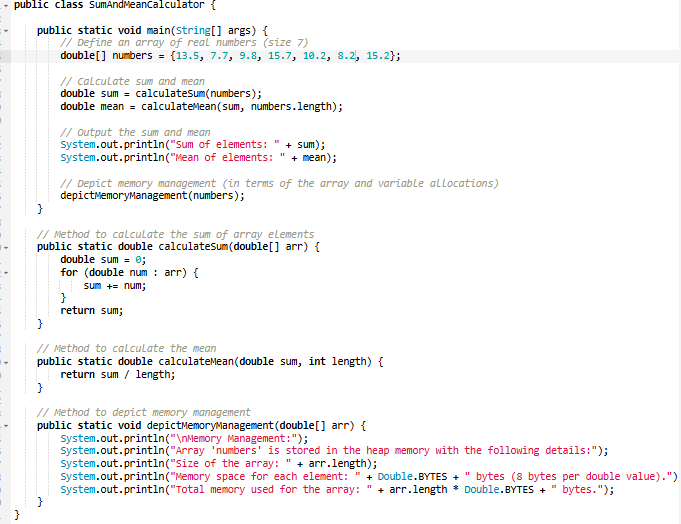 public class SumAndMeanCalculator {
public static void main(String[] args) {
// Define an array of real numbers (size 7)
double[] numbers = {13.5, 7.7, 9.8, 15.7, 10.2, 8.2, 15.2};
// Calculate sum and mean
double sum = calculateSum(numbers);
double mean = calculateMean(sum, numbers.length);
// Output the sum and mean
System.out.println("Sum of elements: " + sum);
System.out.println("Mean of elements: " + mean);
// Depict memory management (in terms of the array and variable allocations)
depictMemoryManagement(numbers);
}
// Method to calculate the sum of array elements
public static double calculateSum(double[] arr) {
double sum = 0;
for (double num : arr) {
sum += num;
}
return sum;
}
// Method to calculate the mean
public static double calculateMean(double sum, int length) {
return sum / length;
}
// Method to depict memory management
public static void depictMemoryManagement(double[] arr) {
System.out.println("\nMemory Management:");
System.out.println("Array 'numbers' is stored in the heap memory with the following details:");
System.out.println("Size of the array: " + arr.length);
System.out.println("Memory space for each element: " + Double.BYTES + " bytes (8 bytes per double value).")
System.out.println("Total memory used for the array: " + arr.length * Double.BYTES + " bytes.");
}
}